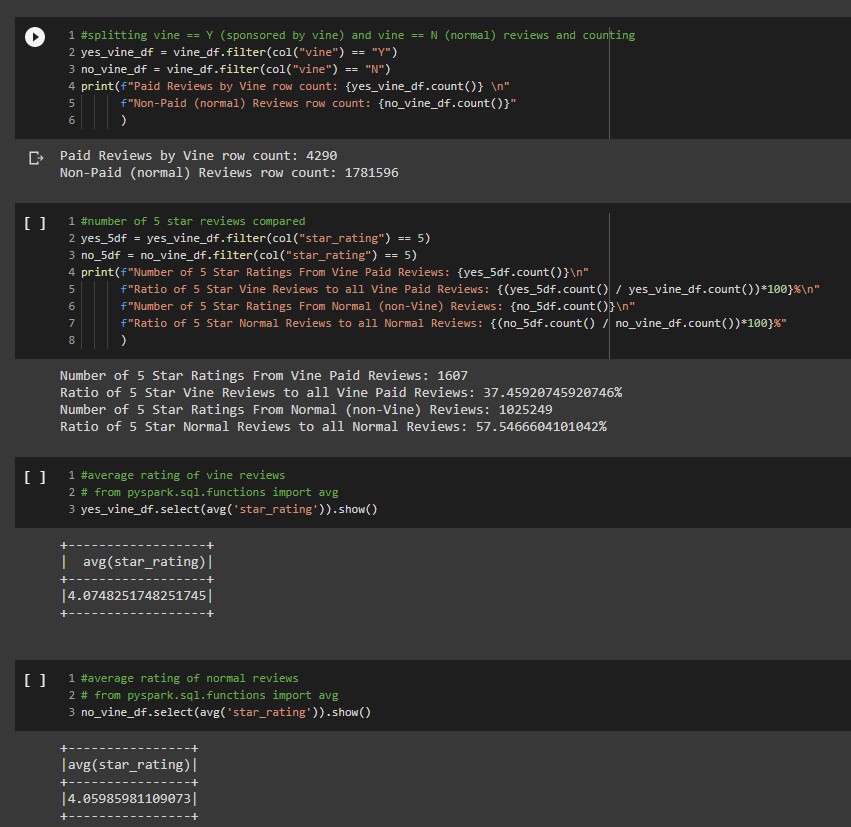 1 #splitting vine == Y (sponsored by vine) and vine == N (normal) reviews and counting
2 yes_vine_df = vine_df.filter(col("vine") == "Y")
3 no_vine_df = vine_df.filter(col("vine") == "N")
4 print(f"Paid Reviews by Vine row count: {yes_vine_df.count()} \n"
5 f"Non-Paid (normal) Reviews row count: {no_vine_df.count()}"
6 )
Paid Reviews by Vine row count: 4290
Non-Paid (normal) Reviews row count: 1781596
[ ] 1 #number of 5 star reviews compared
2 yes_5df = yes_vine_df.filter(col("star_rating") == 5)
3 no_5df = no_vine_df.filter(col("star_rating") == 5)
4 print(f"Number of 5 Star Ratings From Vine Paid Reviews: {yes_5df.count()}\n"
5 f"Ratio of 5 Star Vine Reviews to all Vine Paid Reviews: {(yes_5df.count() / yes_vine_df.count())*100}%\n"
6 f"Number of 5 Star Ratings From Normal (non-Vine) Reviews: {no_5df.count()}\n"
7 f"Ratio of 5 Star Normal Reviews to all Normal Reviews: {(no_5df.count() / no_vine_df.count())*100}%"
8 )
Number of 5 Star Ratings From Vine Paid Reviews: 1607
Ratio of 5 Star Vine Reviews to all Vine Paid Reviews: 37.45920745920746%
Number of 5 Star Ratings From Normal (non-Vine) Reviews: 1025249
Ratio of 5 Star Normal Reviews to all Normal Reviews: 57.5466604101042%
[ ] 1 #average rating of vine reviews
2 # from pyspark.sql.functions import avg
3 yes_vine_df.select(avg('star_rating')).show()
+------------------+
|  avg(star_rating)|
+------------------+
|4.0748251748251745|
+------------------+
[ ] 1 #average rating of normal reviews
2 # from pyspark.sql.functions import avg
3 no_vine_df.select(avg('star_rating')).show()
+----------------+
|avg(star_rating)|
+----------------+
|4.05985981109073|
+----------------+